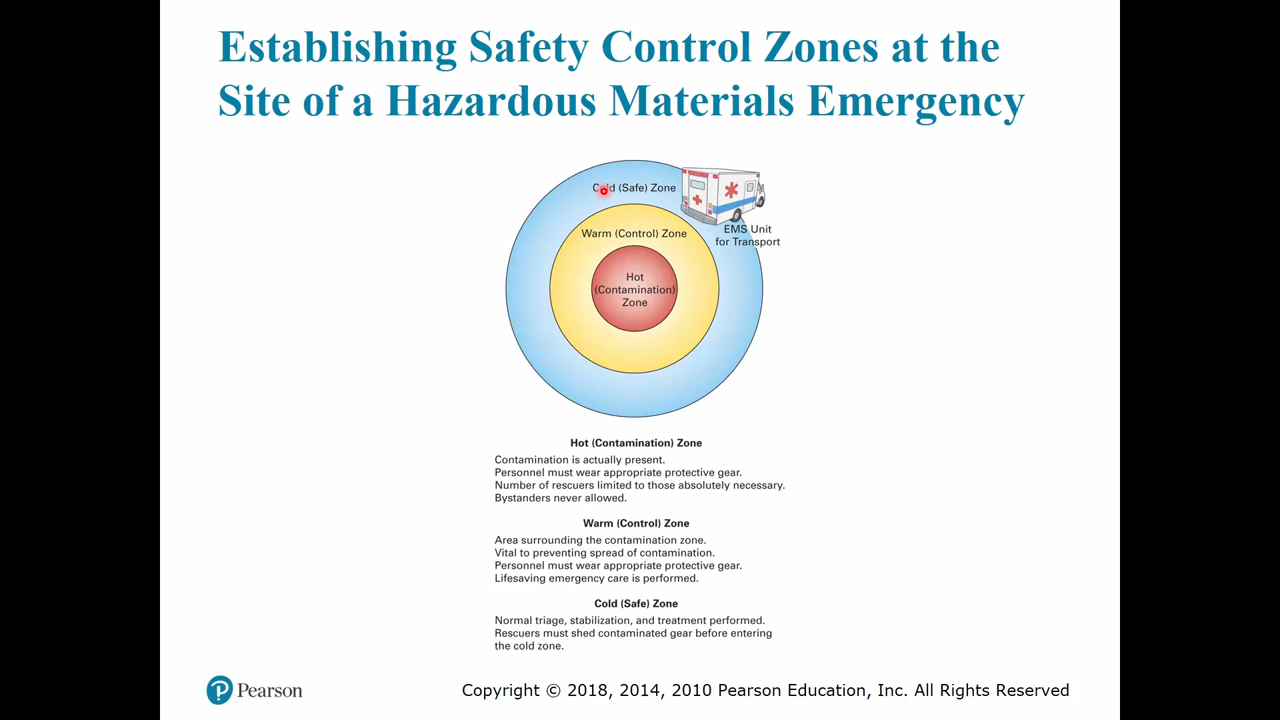 Establishing Safety Control Zones at the
Site of a Hazardous Materials Emergency
Cold (Safe) Zone
EMS Unit
for Transport
Warm (Control) Zone
Hot
(Contamination)
Zone
Hot (Contamination) Zone
Contamination is actually present.
Personnel must wear appropriate protective gear.
Number of rescuers limited to those absolutely necessary.
Bystanders never allowed.
Warm (Control) Zone
Area surrounding the contamination zone.
Vital to preventing spread of contamination.
Personnel must wear appropriate protective gear.
Lifesaving emergency care is performed.
Cold (Safe) Zone
Normal triage, stabilization, and treatment performed.
Rescuers must shed contaminated gear before entering
the cold zone.
Pearson
Copyright © 2018, 2014, 2010 Pearson Education, Inc. All Rights Reserved